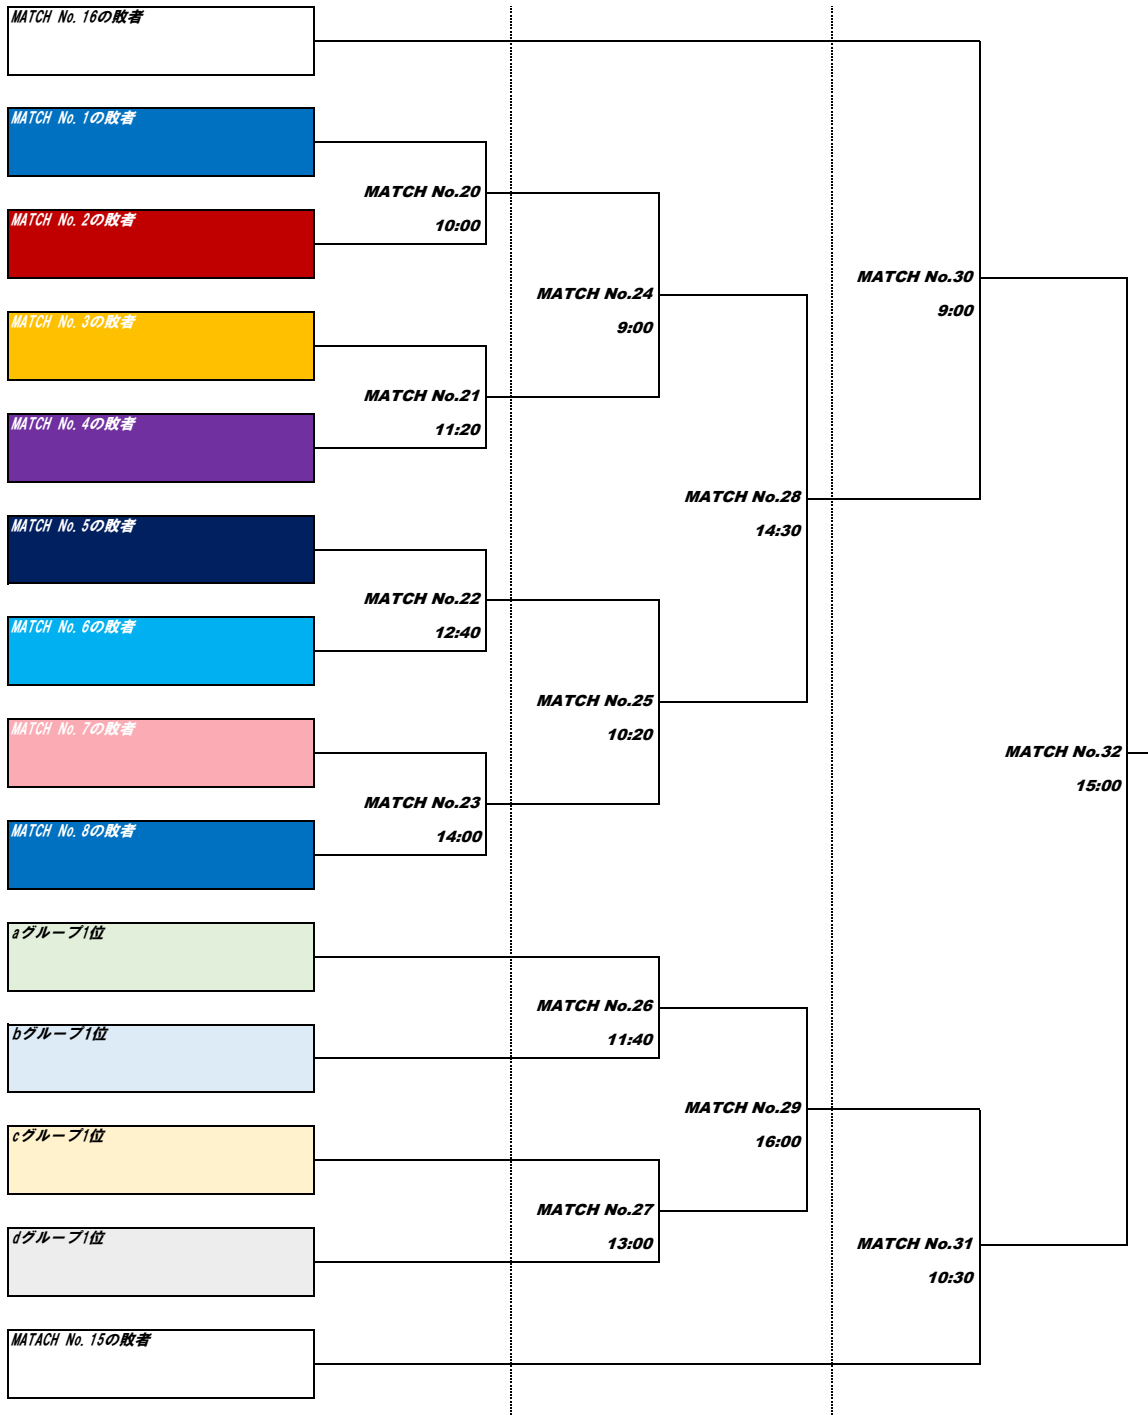 MATCH No. 16の敗者
MATCH No. 1の敗者
MATCH No.20
10:00
MATCH No. 2の敗者
MATCH No.24
9:00
MATCH No.30
9:00
MATCH No. 3の敗者
MATCH No.21
11:20
MATCH No. 4の敗者
MATCH No.28
14:30
MATCH No. 5の敗者
MATCH No.22
12:40
MATCH No. 6の敗者
MATCH No.25
10:20
MATCH No. 7の敗者
MATCH No.32
15:00
MATCH No.23
14:00
MATCH No. 8の敗者
aグループ1位
MATCH No.26
11:40
bグループ1位
MATCH No.29
16:00
cグループ1位
MATCH No.27
13:00
dグループ1位
MATCH No.31
10:30
MATACH No. 15の敗者